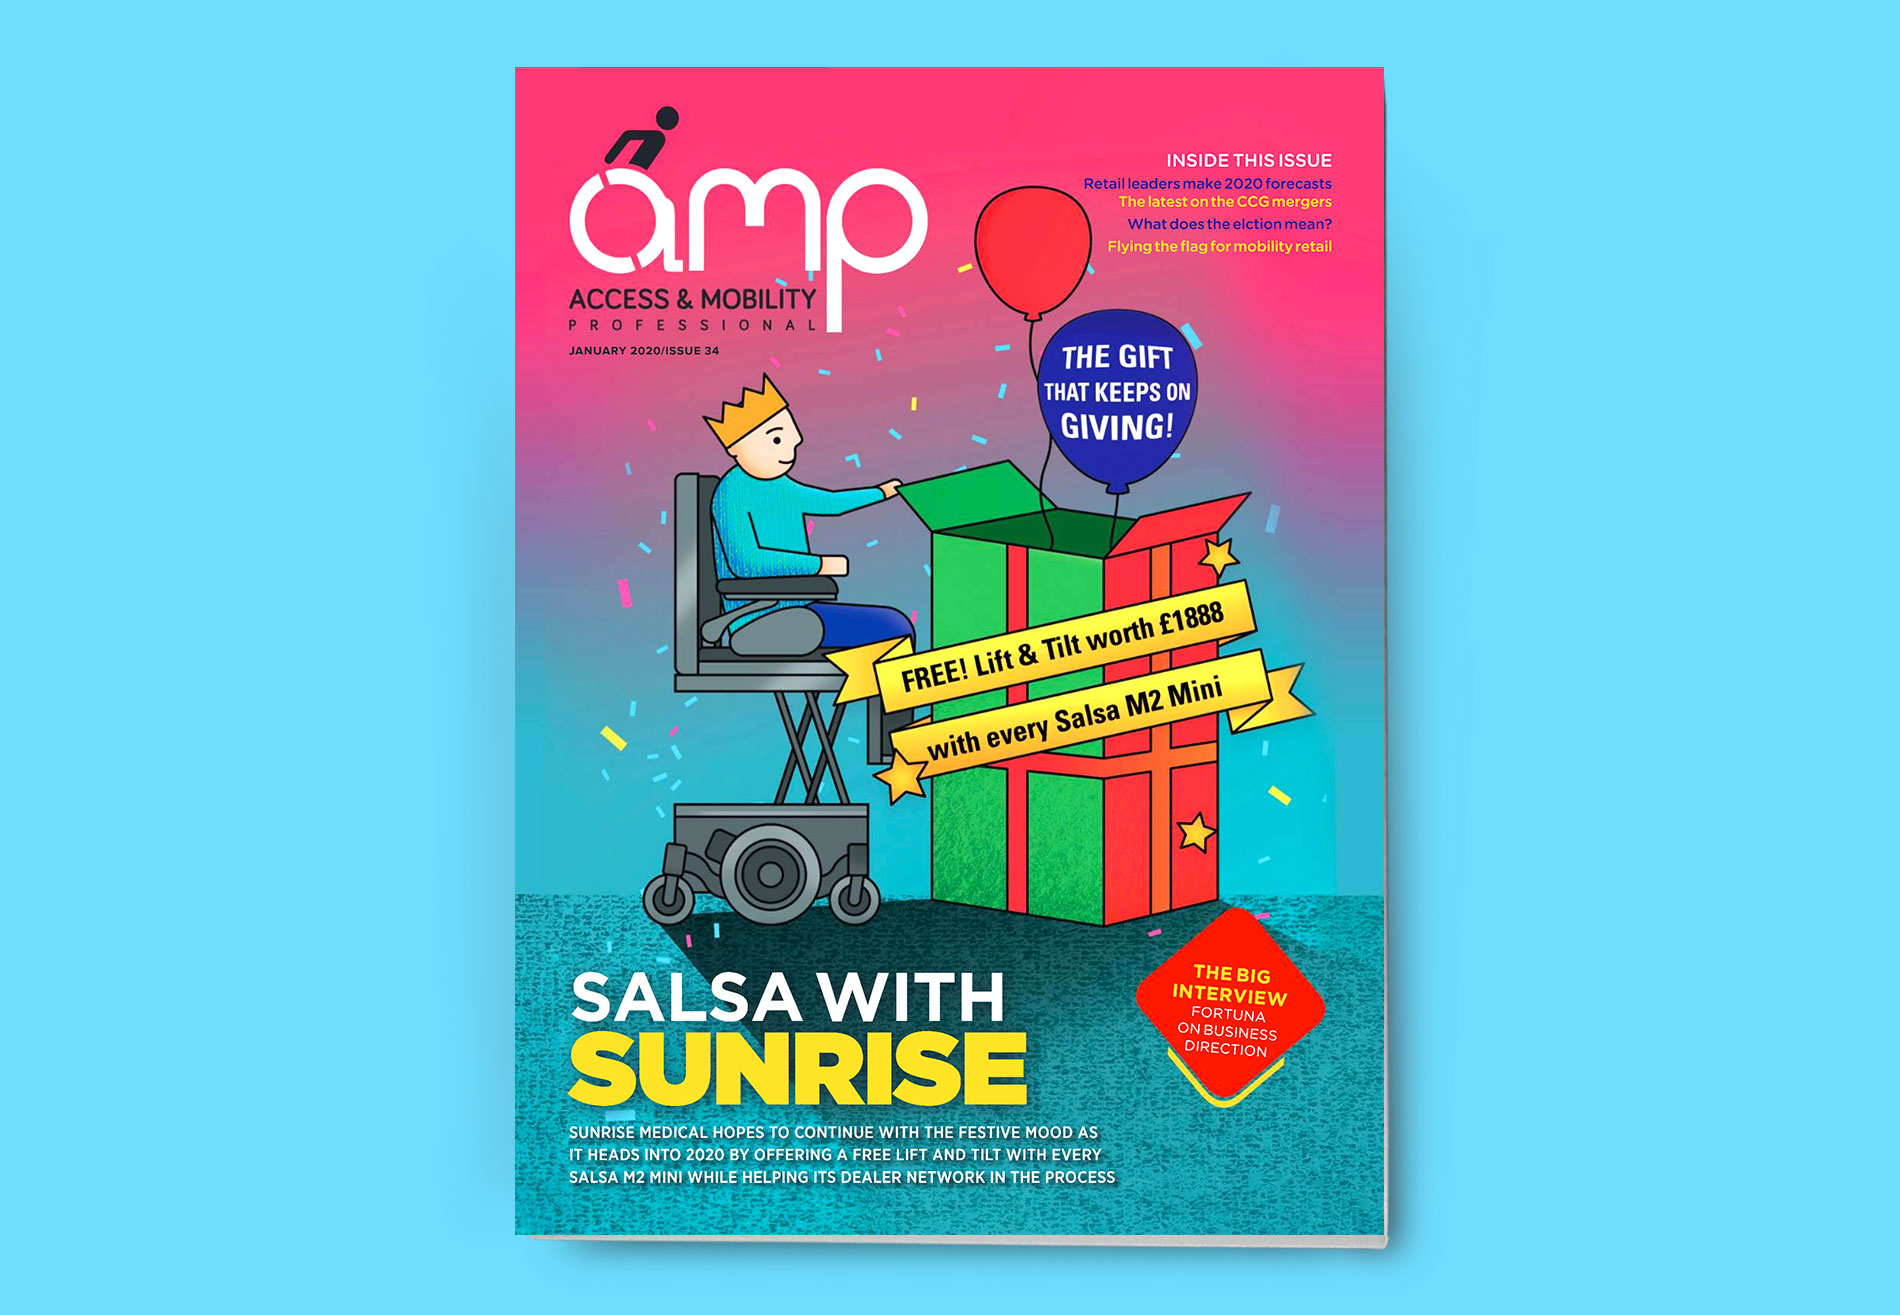 amp
ACCESS & MOBILITY
PROFESSIONAL
JANUARY 2020/ISSUE 34
INSIDE THIS ISSUE
Retail leaders make 2020 forecasts
The latest on the CCG mergers
What does the elction mean?
Flying the flag for mobility retail
THE GIFT
THAT KEEPS ON
GIVING!
FREE! Lift & Tilt worth £1888
with every Salsa M2 Mini
THE BIG
INTERVIEW
FORTUNA
ON BUSINESS
DIRECTION
SALSA WITH
SUNRISE
SUNRISE MEDICAL HOPES TO CONTINUE WITH THE FESTIVE MOOD AS
IT HEADS INTO 2020 BY OFFERING A FREE LIFT AND TILT WITH EVERY
SALSA M2 MINI WHILE HELPING ITS DEALER NETWORK IN THE PROCESS